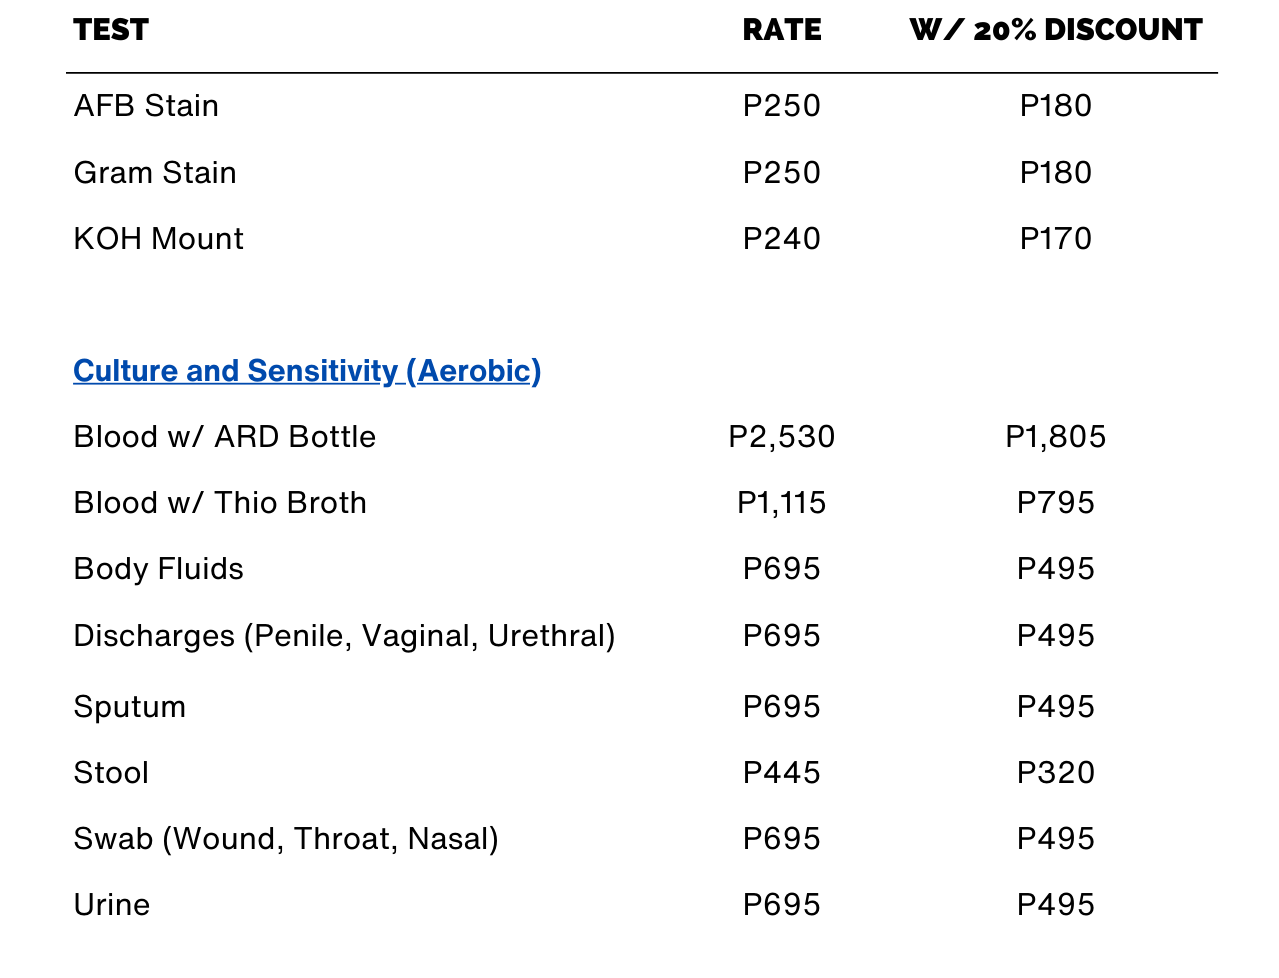 TEST RATE W/ 20% DISCOUNT
AFB Stain P250 P180
Gram Stain P250 P180
KOH Mount P240 P170
Culture and Sensitivity (Aerobic)
Blood w/ ARD Bottle P2,530 P1,805
Blood w/ Thio Broth P1,115 P795
Body Fluids P695 P495
Discharges (Penile, Vaginal, Urethral) P695 P495
Sputum P695 P495
Stool P445 P320
Swab (Wound, Throat, Nasal) P695 P495
Urine P695 P495